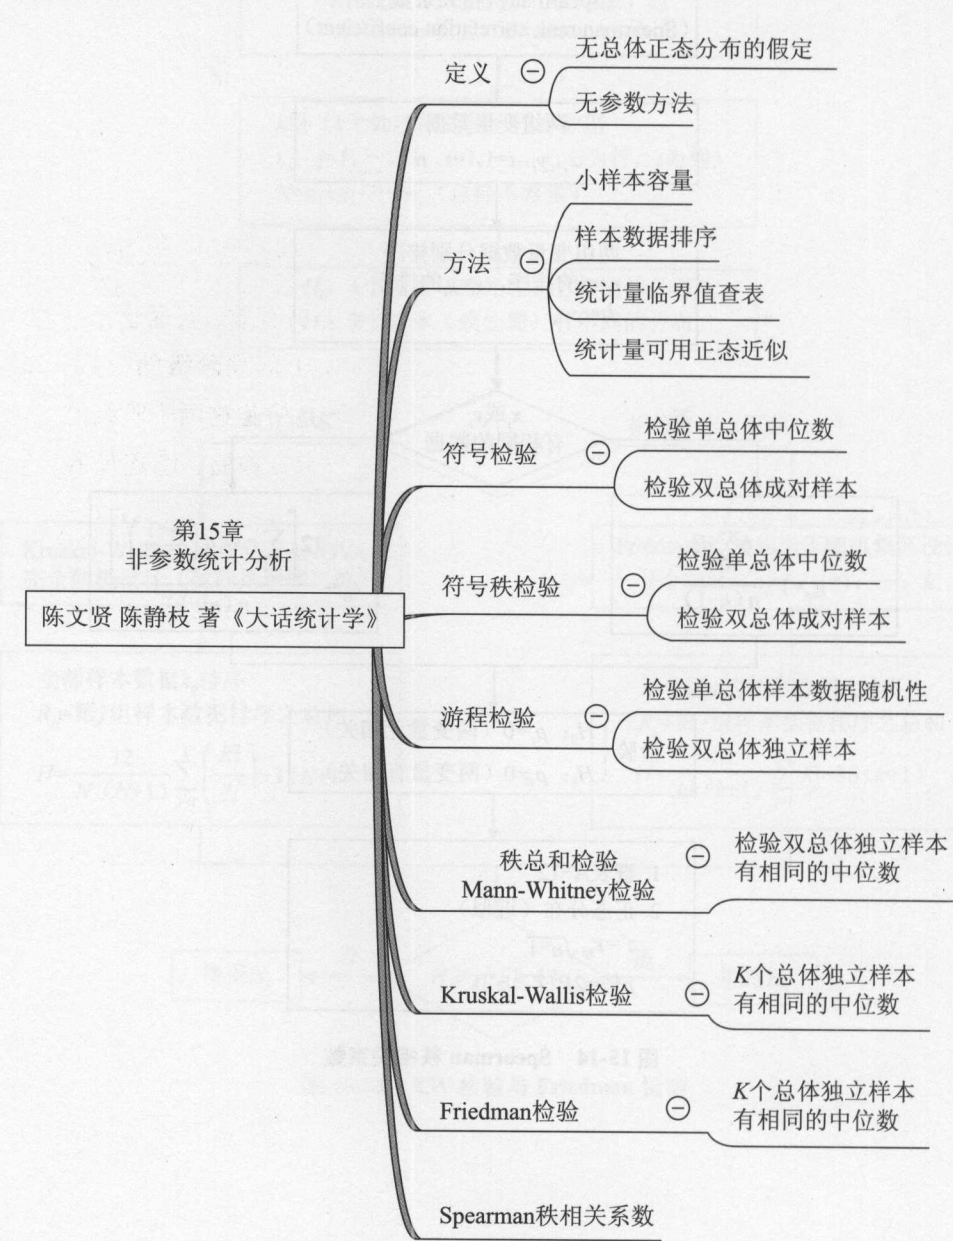 定义
无总体正态分布的假定
无参数方法
方法
小样本容量
样本数据排序
统计量临界值查表
统计量可用正态近似
符号检验
检验单总体中位数
检验双总体成对样本
第15章
非参数统计分析
陈文贤 陈静枝 著《大话统计学》
符号秩检验
检验单总体中位数
检验双总体成对样本
游程检验
检验单总体样本数据随机性
检验双总体独立样本
秩总和检验
Mann-Whitney检验
检验双总体独立样本
有相同的中位数
Kruskal-Wallis检验
K个总体独立样本
有相同的中位数
Friedman检验
K个总体独立样本
有相同的中位数
Spearman秩相关系数